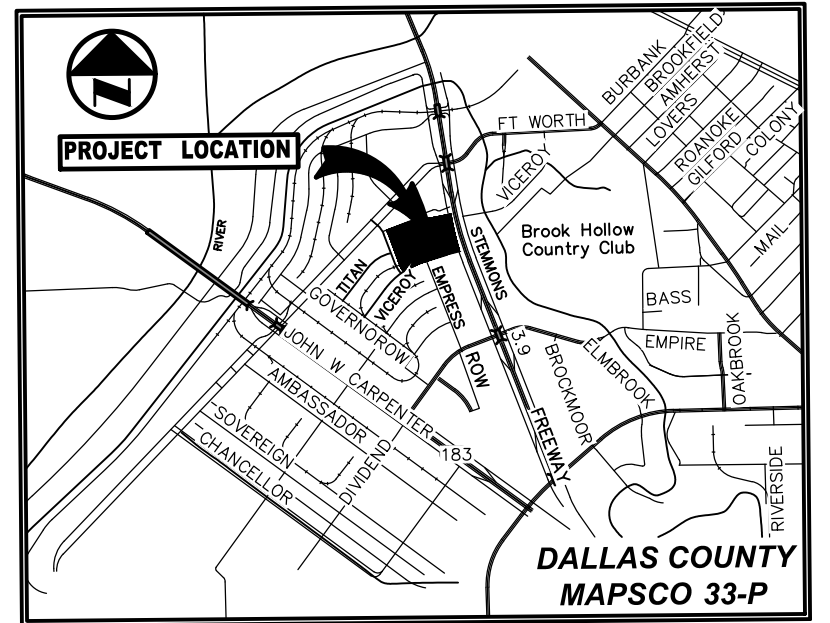 N
PROJECT LOCATION
BURBANK
BROOKFIELD
AMHERST
LOVERS
ROANOKE
GILFORD
COLONY
MAIL
FT WORTH
VICEROY
Brook Hollow
Country Club
RIVER
TITAN
VICEROY
GOVERNOROW
EMPRESS
ROW
STEMMONS
FREEWAY
3.9
BASS
EMPIRE
OAKBROOK
ELMBROOK
BROCKMOOR
JOHN W CARPENTER
183
AMBASSADOR
SOVEREIGN
CHANCELLOR
DIVIDEND
RIVERSIDE
DALLAS COUNTY
MAPSCO 33-P